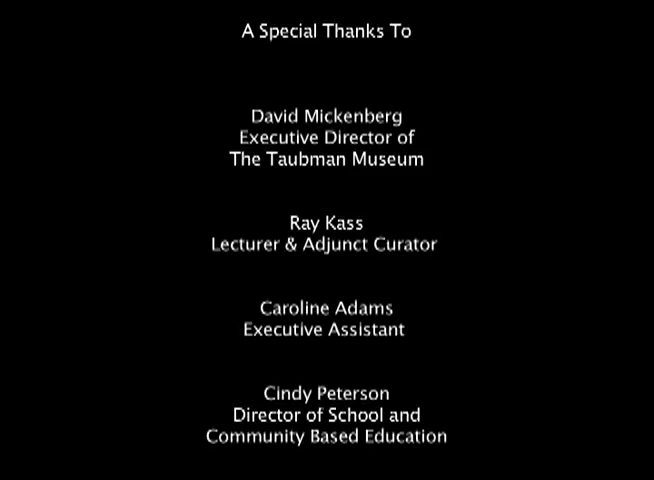 A Special Thanks To
David Mickenberg
Executive Director of
The Taubman Museum
Ray Kass
Lecturer & Adjunct Curator
Caroline Adams
Executive Assistant
Cindy Peterson
Director of School and
Community Based Education